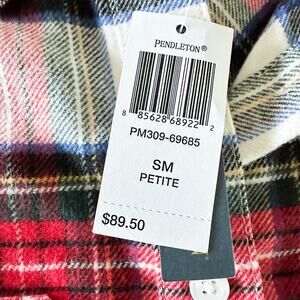 PENDLETON®
8 85628 68922 2
PM309-69685
SM
PETITE
$89.50